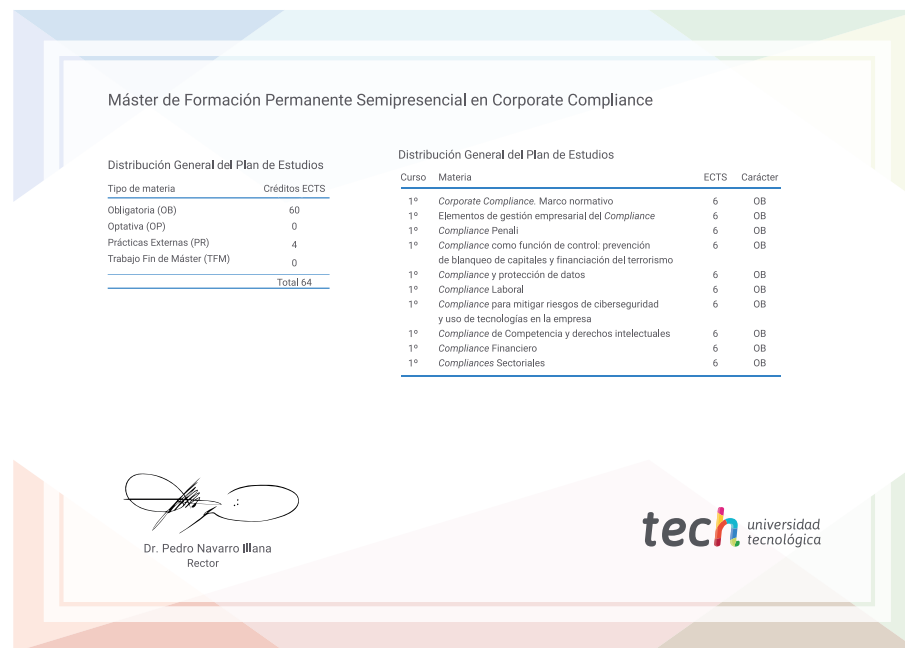 Máster de Formación Permanente Semipresencial en Corporate Compliance
Distribución General del Plan de Estudios
Tipo de materia Créditos ECTS
Obligatoria (OB) 60
Optativa (OP) 0
Prácticas Externas (PR) 4
Trabajo Fin de Máster (TFM) 0
Total 64
Distribución General del Plan de Estudios
Curso Materia ECTS Carácter
1º Corporate Compliance. Marco normativo 6 OB
1º Elementos de gestión empresarial del Compliance 6 OB
1º Compliance Penali 6 OB
1º Compliance como función de control: prevención 6 OB
de blanqueo de capitales y financiación del terrorismo
1º Compliance y protección de datos 6 OB
1º Compliance Laboral 6 OB
1º Compliance para mitigar riesgos de ciberseguridad 6 OB
y uso de tecnologías en la empresa
1º Compliance de Competencia y derechos intelectuales 6 OB
1º Compliance Financiero 6 OB
1º Compliances Sectoriales 6 OB
Dr. Pedro Navarro Illana
Rector
tech universidad
tecnológica